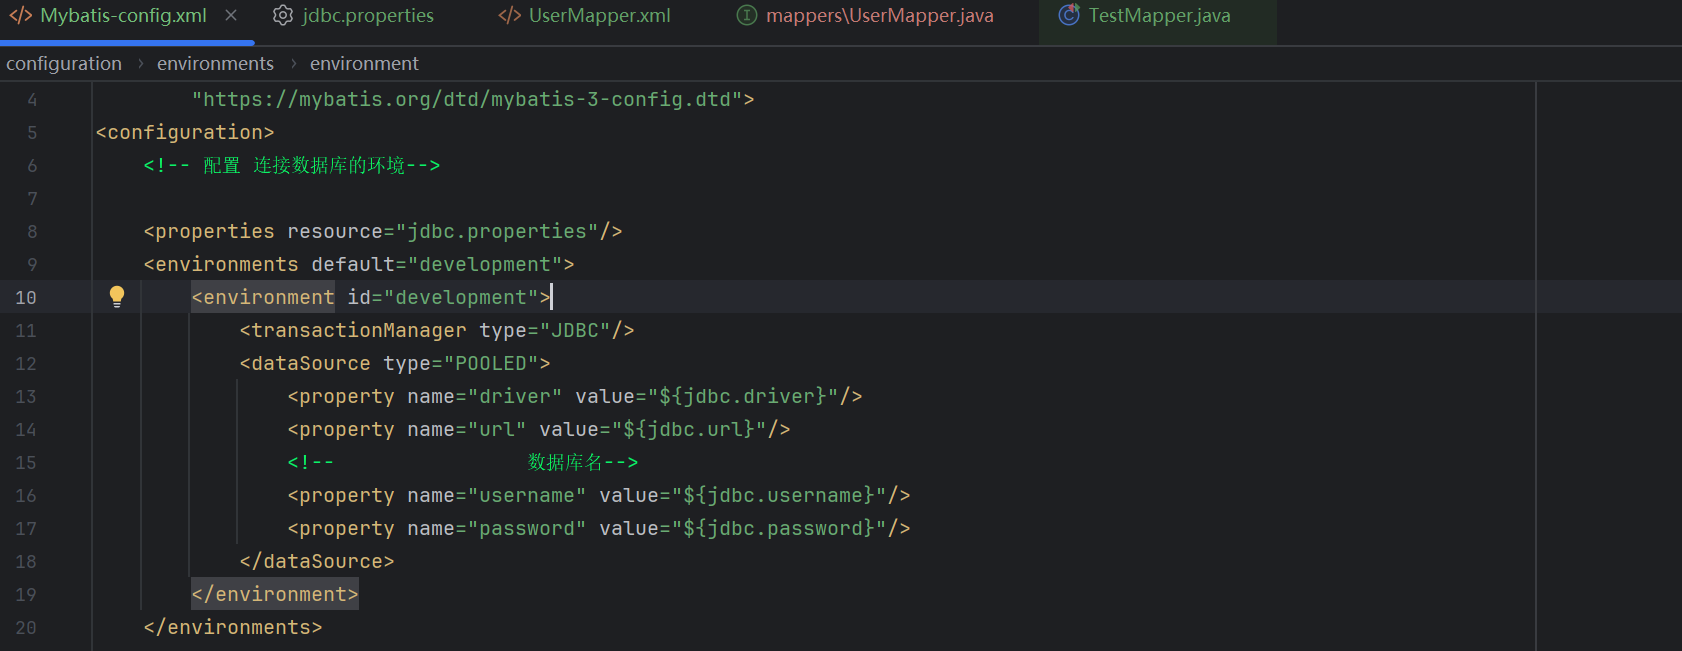 Mybatis-config.xml jdbc.properties UserMapper.xml mappers\UserMapper.java TestMapper.java
configuration › environments › environment
4 "https://mybatis.org/dtd/mybatis-3-config.dtd">
5 <configuration>
6 <!-- 配置 连接数据库的环境-->
7
8 <properties resource="jdbc.properties"/>
9 <environments default="development">
10 <environment id="development">
11 <transactionManager type="JDBC"/>
12 <dataSource type="POOLED">
13 <property name="driver" value="${jdbc.driver}"/>
14 <property name="url" value="${jdbc.url}"/>
15 <!-- 数据库名-->
16 <property name="username" value="${jdbc.username}"/>
17 <property name="password" value="${jdbc.password}"/>
18 </dataSource>
19 </environment>
20 </environments>